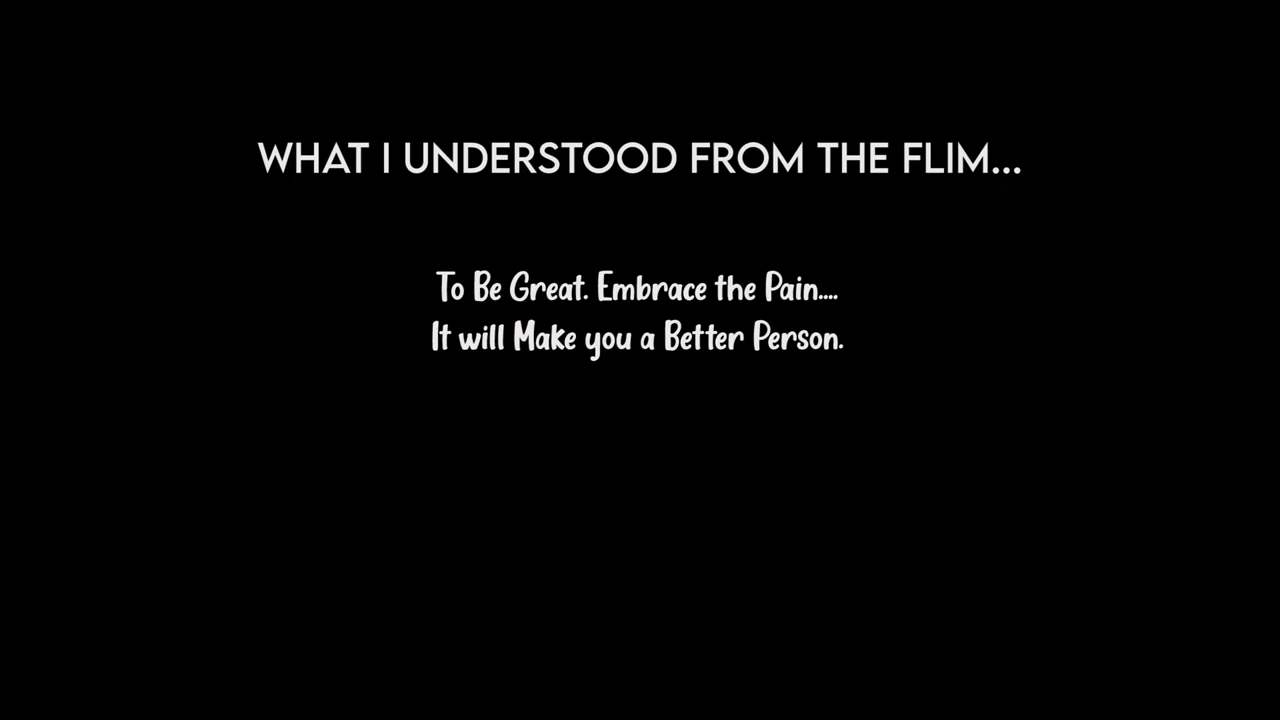 WHAT I UNDERSTOOD FROM THE FLIM...
To Be Great. Embrace the Pain....
It will Make you a Better Person.